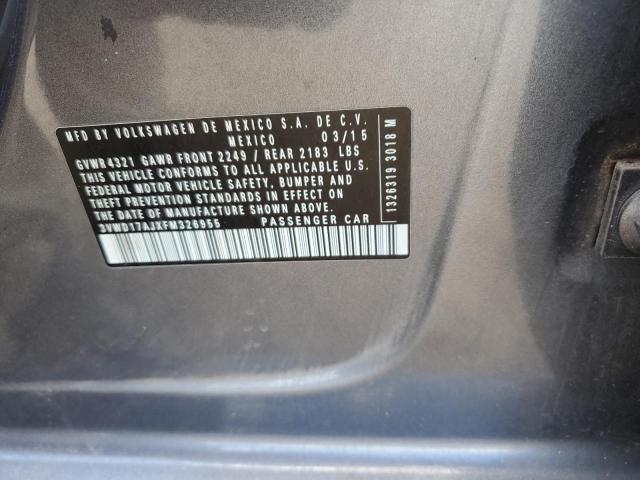 MFD BY VOLKSWAGEN DE MEXICO S.A. DE C.V.
MEXICO 03/15
GVWR4321 GAWR FRONT 2249 / REAR 2183 LBS
THIS VEHICLE CONFORMS TO ALL APPLICABLE U.S.
FEDERAL MOTOR VEHICLE SAFETY, BUMPER AND
THEFT PREVENTION STANDARDS IN EFFECT ON
THE DATE OF MANUFACTURE SHOWN ABOVE.
3VWD17AJXFM326955 PASSENGER CAR
1326319 3018 M